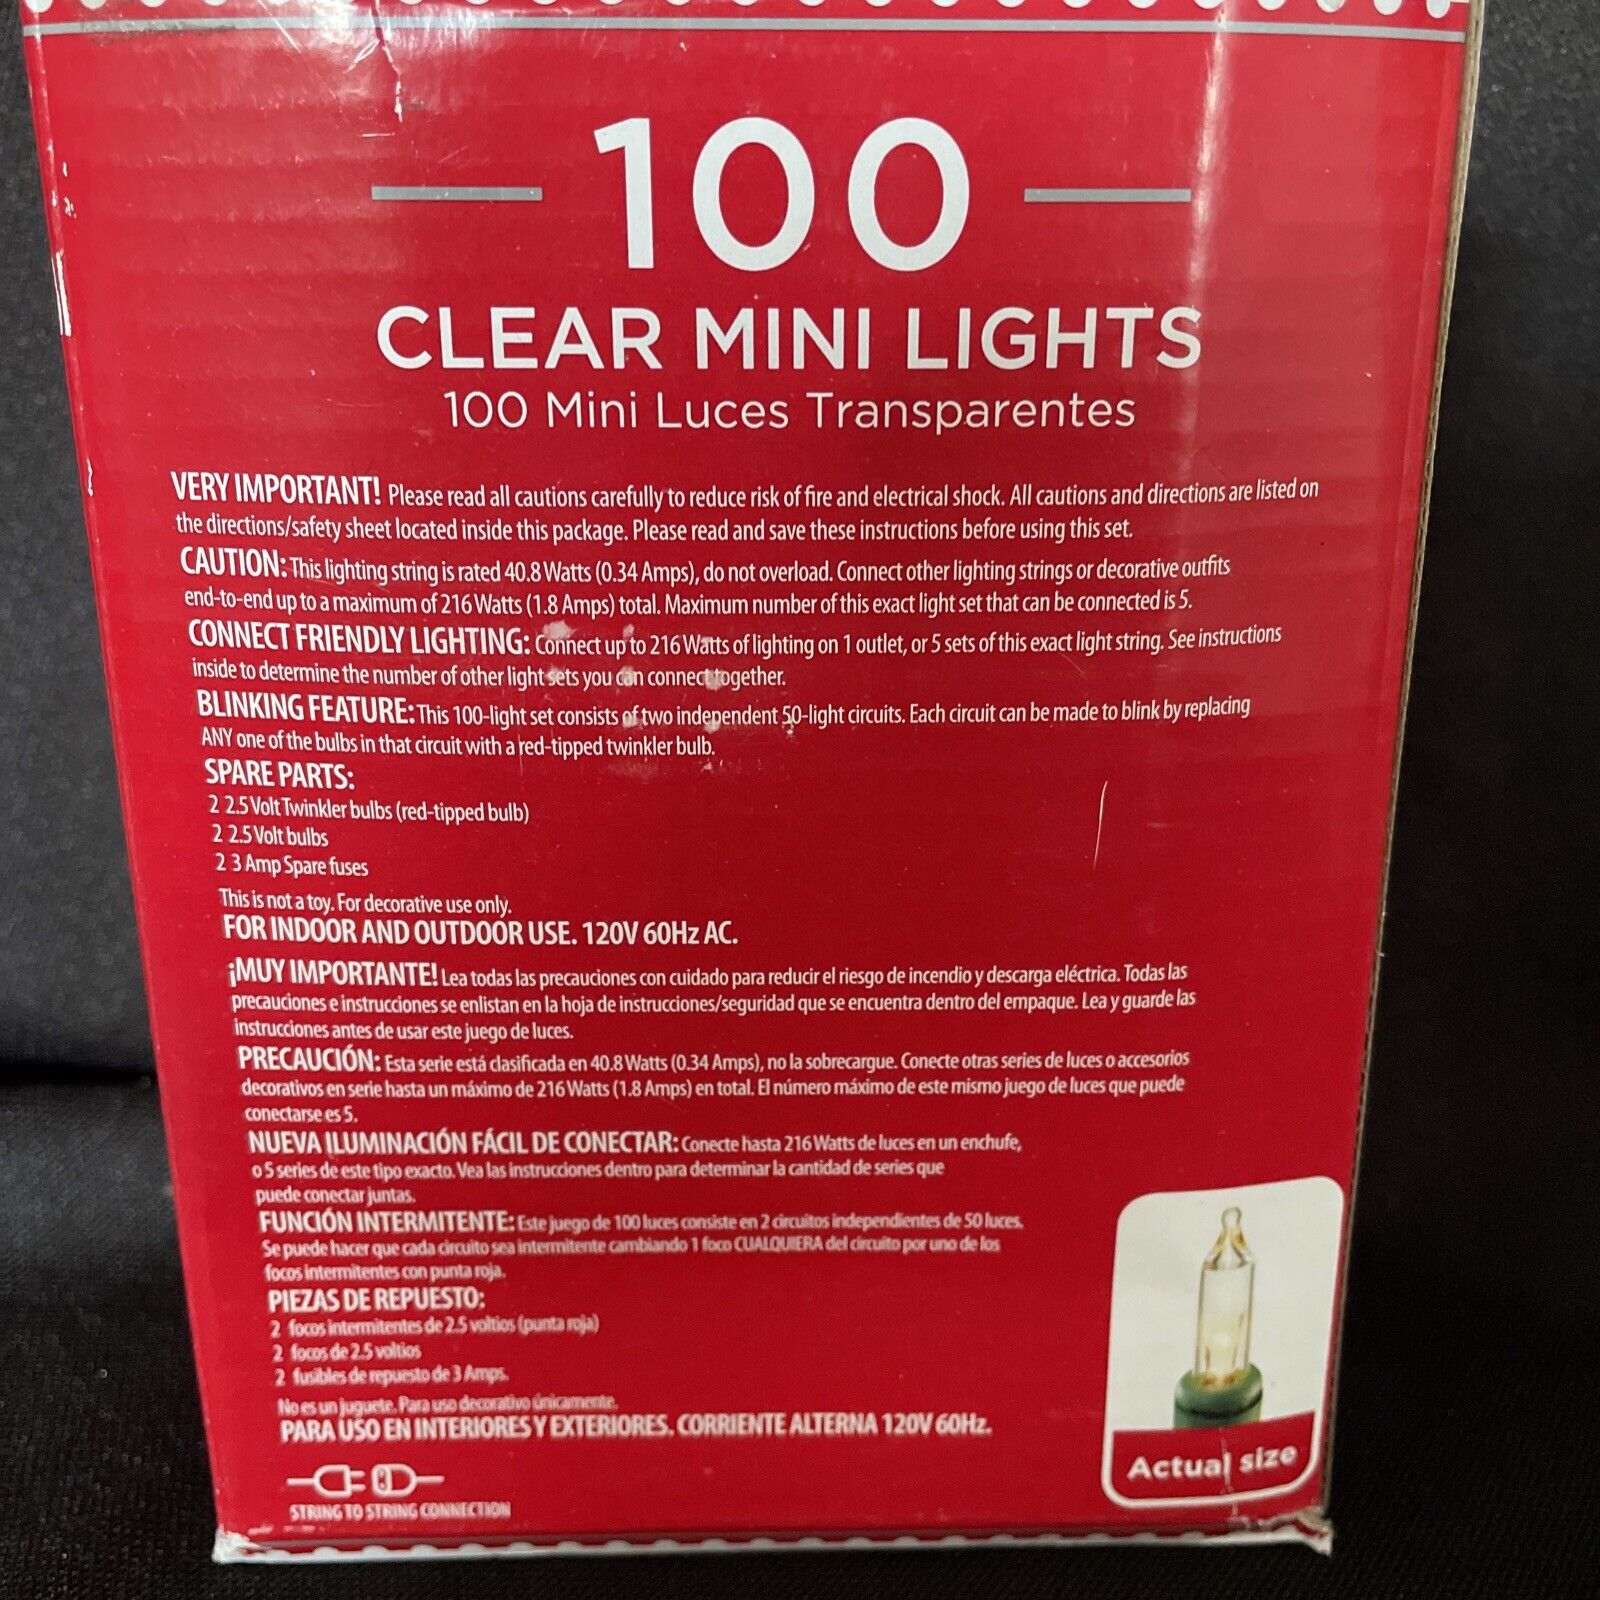 100
CLEAR MINI LIGHTS
100 Mini Luces Transparentes
VERY IMPORTANT! Please read all cautions carefully to reduce risk of fire and electrical shock. All cautions and directions are listed on
the directions/safety sheet located inside this package. Please read and save these instructions before using this set.
CAUTION: This lighting string is rated 40.8 Watts (0.34 Amps), do not overload. Connect other lighting strings or decorative outfits
end-to-end up to a maximum of 216 Watts (1.8 Amps) total. Maximum number of this exact light set that can be connected is 5.
CONNECT FRIENDLY LIGHTING: Connect up to 216 Watts of lighting on 1 outlet, or 5 sets of this exact light string. See instructions
inside to determine the number of other light sets you can connect together.
BLINKING FEATURE: This 100-light set consists of two independent 50-light circuits. Each circuit can be made to blink by replacing
ANY one of the bulbs in that circuit with a red-tipped twinkler bulb.
SPARE PARTS:
2 2.5 Volt Twinkler bulbs (red-tipped bulb)
2 2.5 Volt bulbs
2 3 Amp Spare fuses
This is not a toy. For decorative use only.
FOR INDOOR AND OUTDOOR USE. 120V 60Hz AC.
¡MUY IMPORTANTE! Lea todas las precauciones con cuidado para reducir el riesgo de incendio y descarga eléctrica. Todas las
precauciones e instrucciones se enlistan en la hoja de instrucciones/seguridad que se encuentra dentro del empaque. Lea y guarde las
instrucciones antes de usar este juego de luces.
PRECAUCIÓN: Esta serie está clasificada en 40.8 Watts (0.34 Amps), no la sobrecargue. Conecte otras series de luces o accesorios
decorativos en serie hasta un máximo de 216 Watts (1.8 Amps) en total. El número máximo de este mismo juego de luces que puede
conectarse es 5.
NUEVA ILUMINACIÓN FÁCIL DE CONECTAR: Conecte hasta 216 Watts de luces en un enchufe,
o 5 series de este tipo exacto. Vea las instrucciones dentro para determinar la cantidad de series que
puede conectar juntas.
FUNCIÓN INTERMITENTE: Este juego de 100 luces consiste en 2 circuitos independientes de 50 luces.
Se puede hacer que cada circuito sea intermitente cambiando 1 foco CUALQUIERA del circuito por uno de los
focos intermitentes con punta roja.
PIEZAS DE REPUESTO:
2 focos intermitentes de 2.5 voltios (punta roja)
2 focos de 2.5 voltios
2 fusibles de repuesto de 3 Amps.
No es un juguete. Para uso decorativo únicamente.
PARA USO EN INTERIORES Y EXTERIORES. CORRIENTE ALTERNA 120V 60Hz.
STRING TO STRING CONNECTION
Actual size